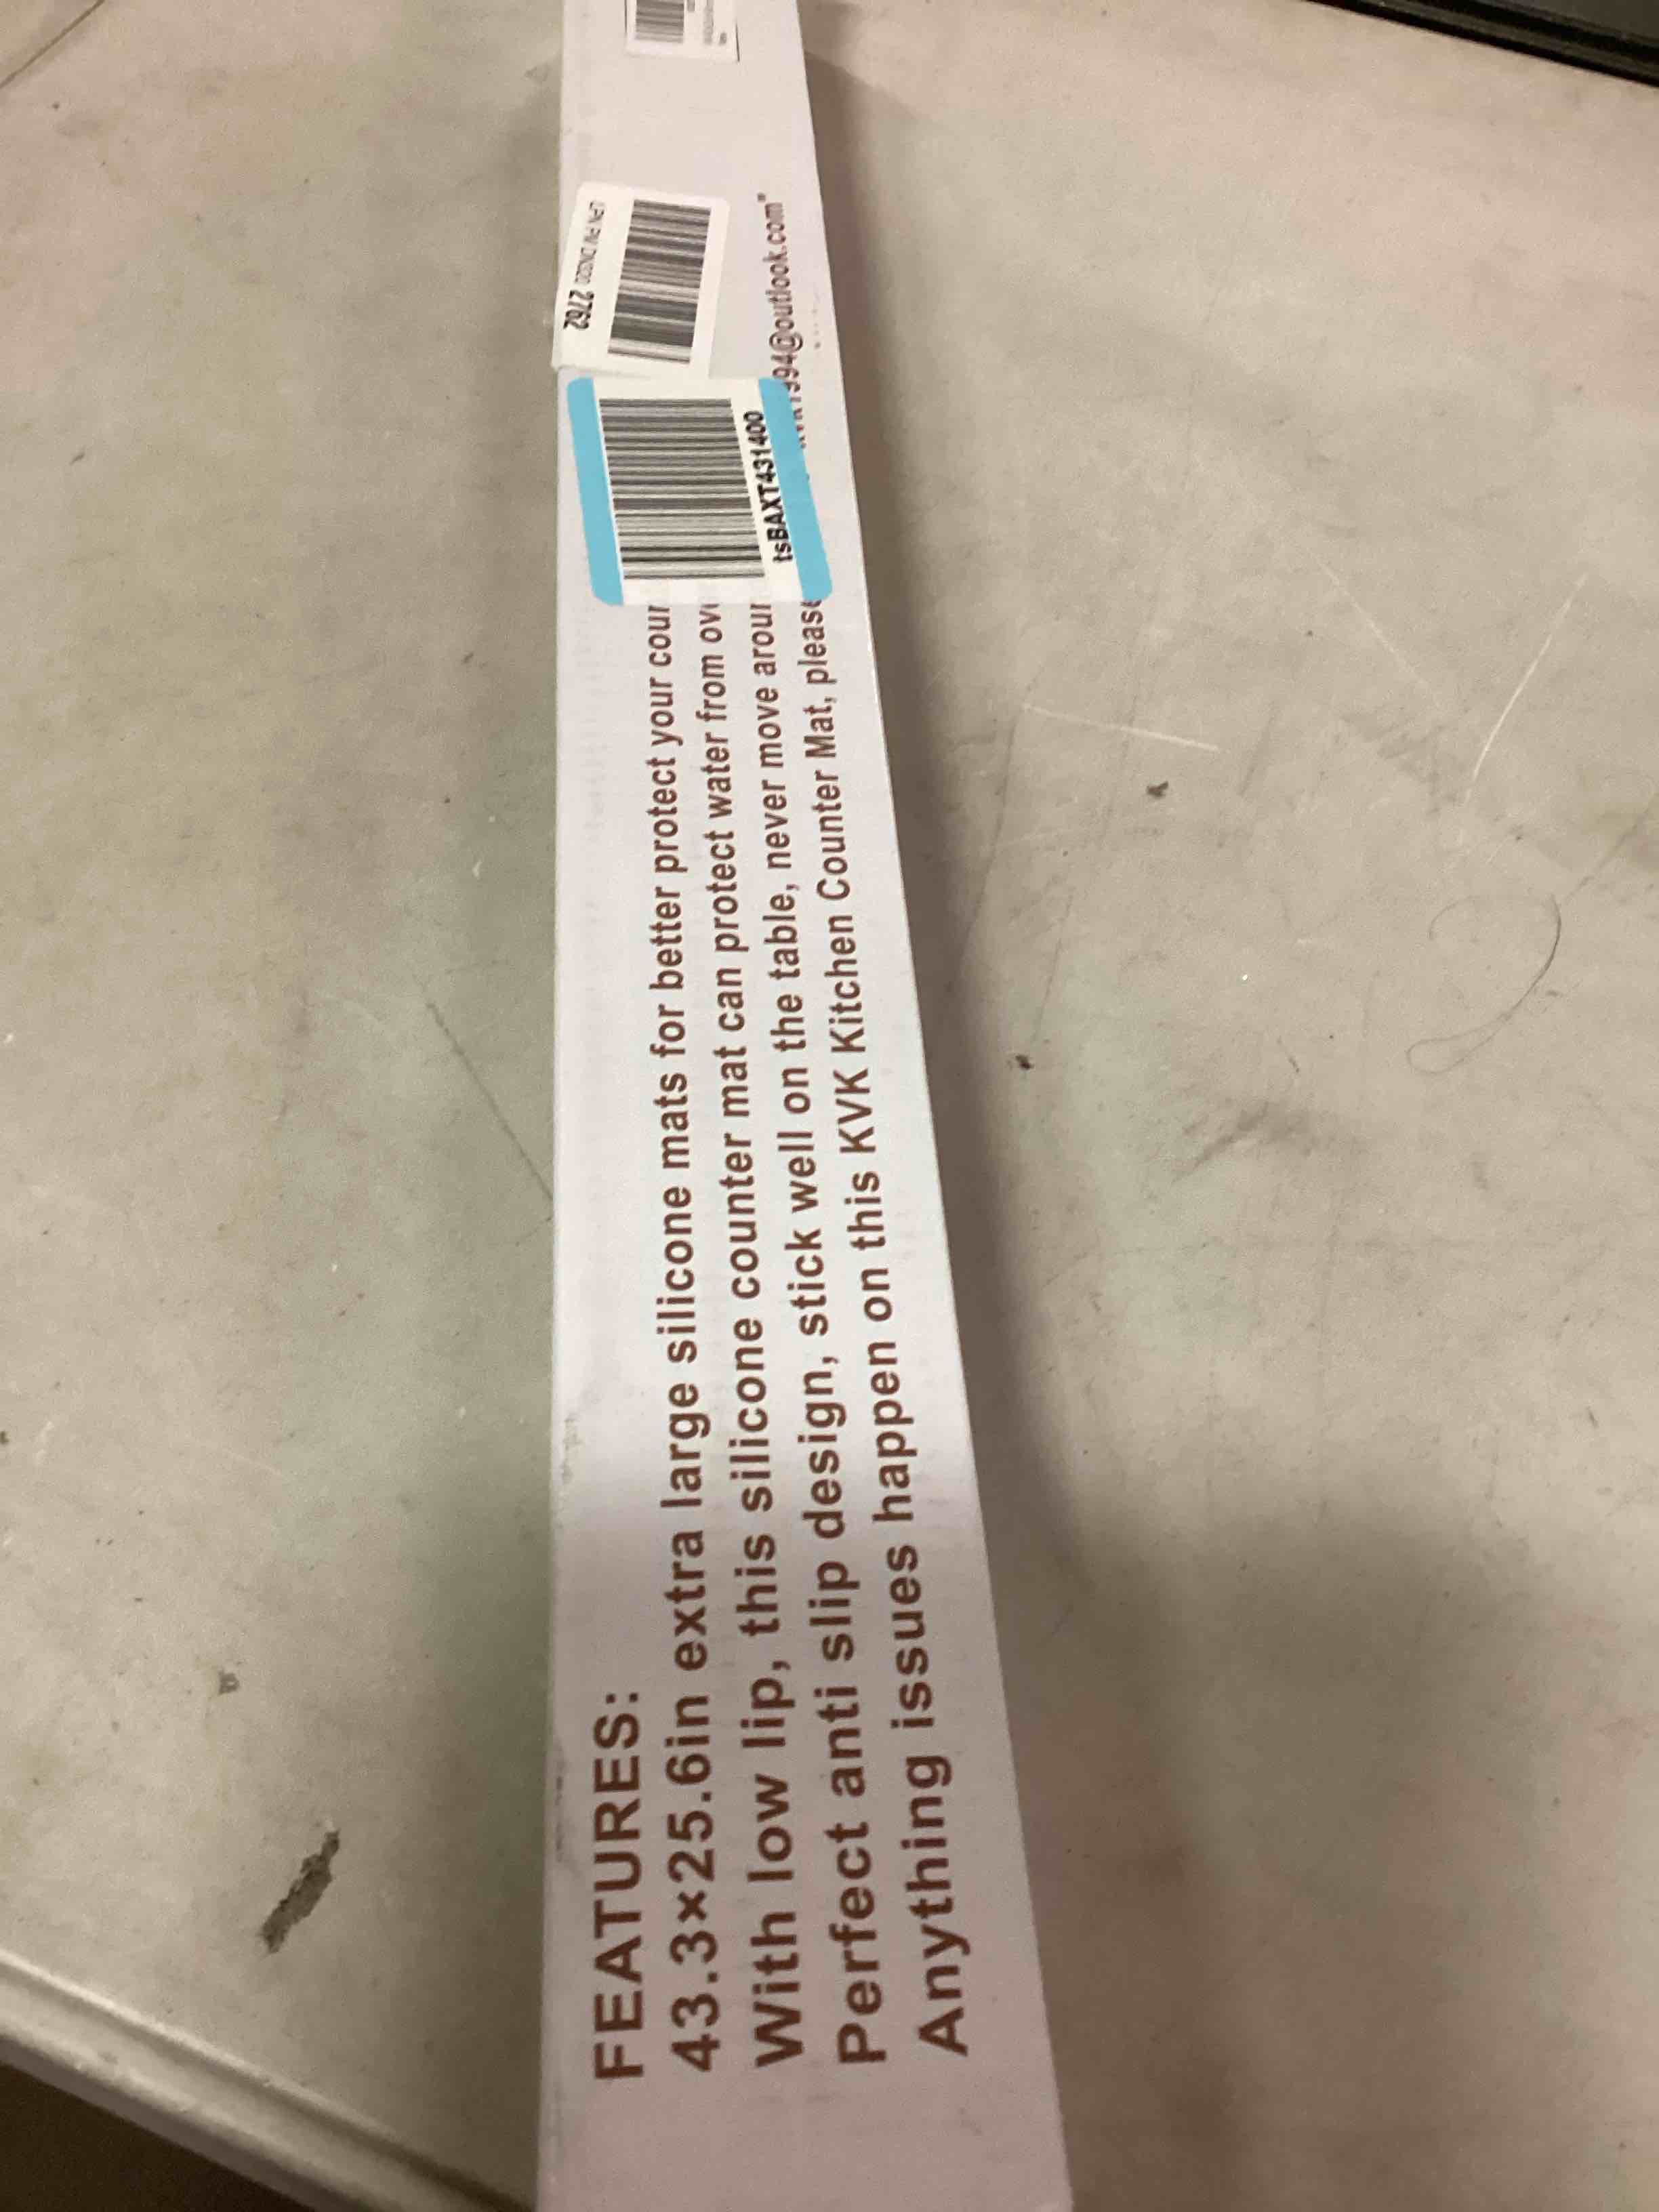 FEATURES:
43.3×25.6in extra large silicone mats for better protect your cour
With low lip, this silicone counter mat can protect water from ov
Perfect anti slip design, stick well on the table, never move arour
Anything issues happen on this KVK Kitchen Counter Mat, please
994@outlook.com"
tsBAXT431400
2762